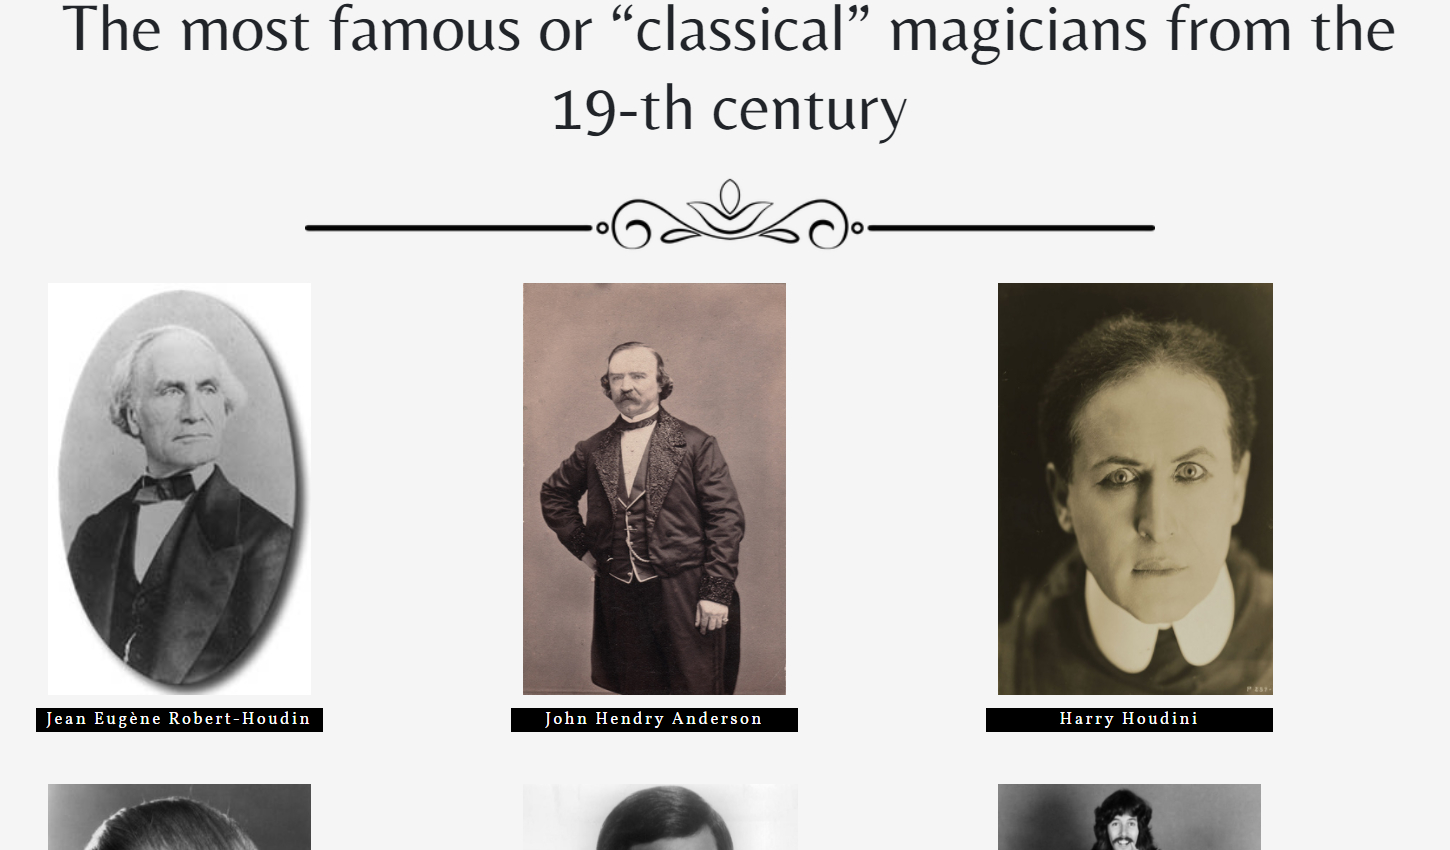 The most famous or “classical” magicians from the
19-th century
Jean Eugène Robert-Houdin
John Hendry Anderson
Harry Houdini